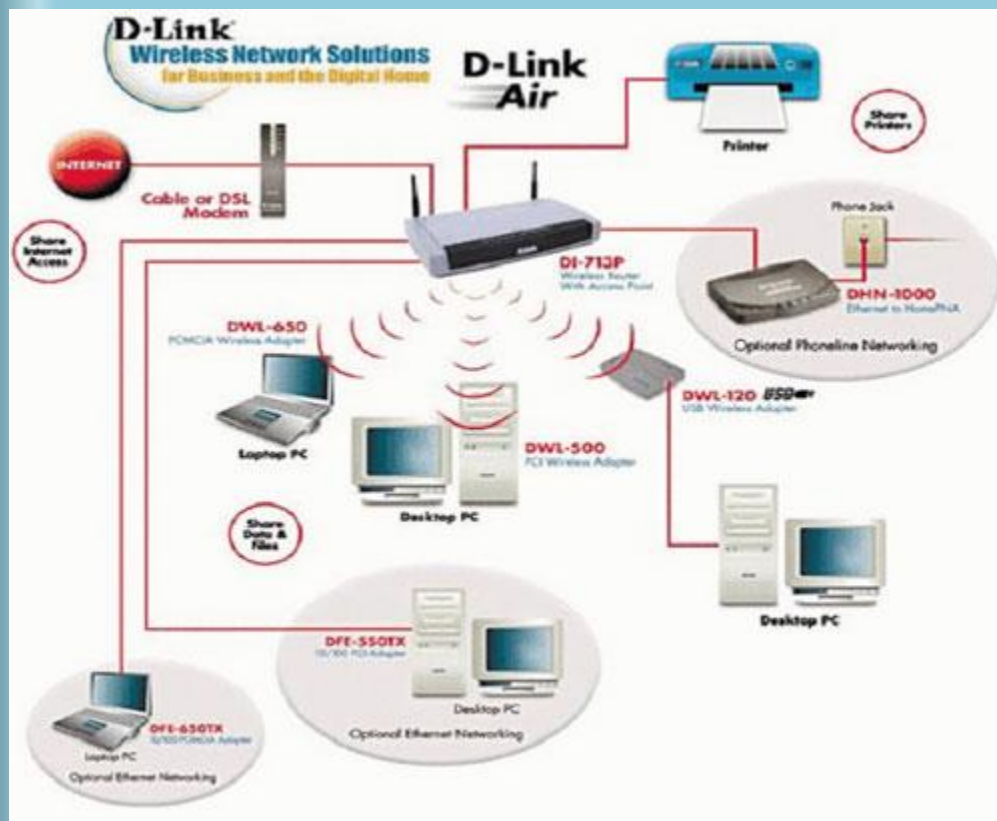 D-Link
Wireless Network Solutions
for Business and the Digital Home
D-Link
Air
Share
Printers
Printer
INTERNET
Cable or DSL
Modem
Phone Jack
Share
Internet
Access
DI-713P
Wireless Router
With Access Point
DHN-1000
Ethernet to HomePNA
Optional Phoneline Networking
DWL-650
PCMCIA Wireless Adapter
Laptop PC
DWL-120 USB
USB Wireless Adapter
DWL-500
PCI Wireless Adapter
Desktop PC
Share
Data &
Files
Desktop PC
DFE-550TX
10/100 PCI Adapter
Desktop PC
Optional Ethernet Networking
DFE-650TX
10/100 PCMCIA Adapter
Laptop PC
Optional Ethernet Networking